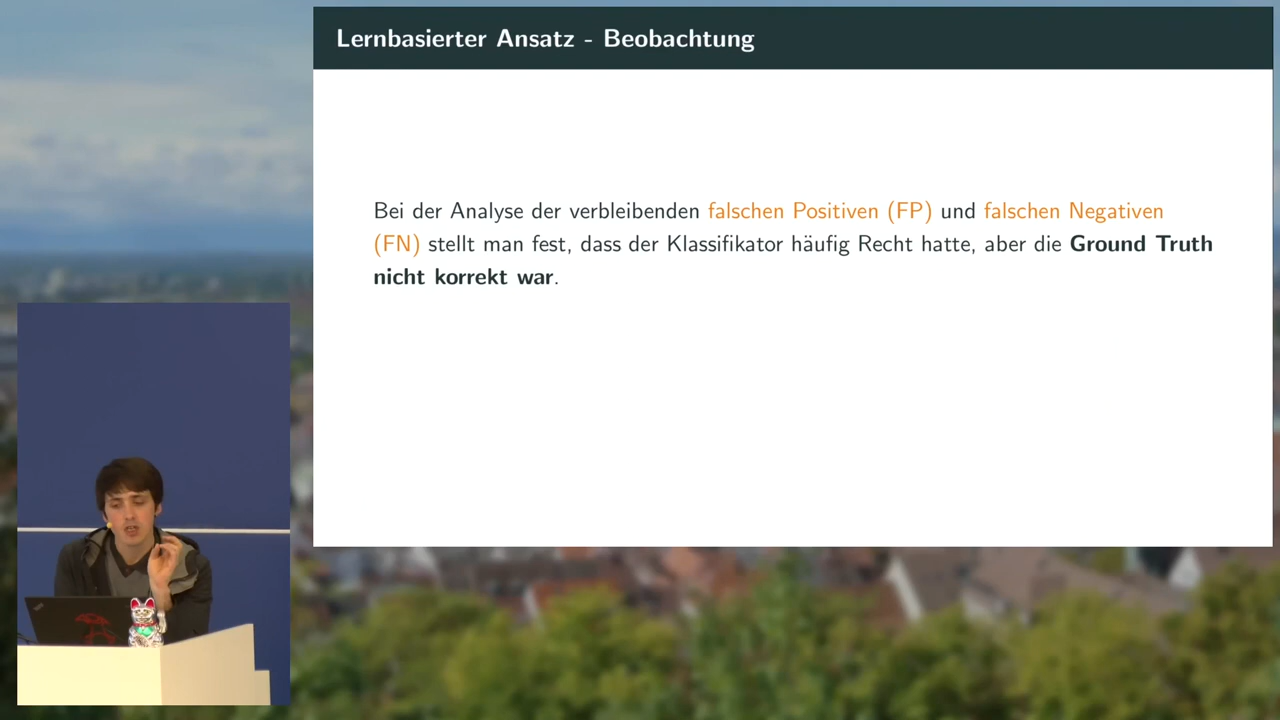 Lernbasierter Ansatz - Beobachtung
Bei der Analyse der verbleibenden falschen Positiven (FP) und falschen Negativen
(FN) stellt man fest, dass der Klassifikator häufig Recht hatte, aber die Ground Truth
nicht korrekt war.